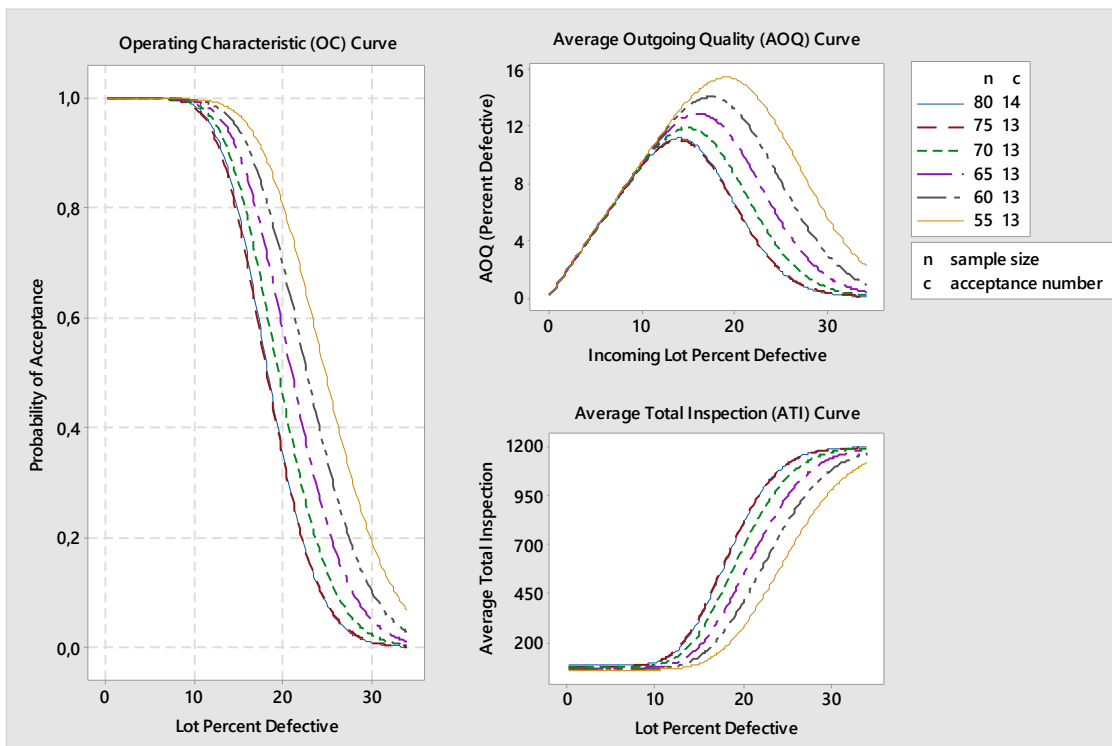 Operating Characteristic (OC) Curve
1,0
0,8
0,6
0,4
0,2
0,0
Probability of Acceptance
0 10 20 30
Lot Percent Defective
Average Outgoing Quality (AOQ) Curve
16
12
8
4
0
AOQ (Percent Defective)
0 10 20 30
Incoming Lot Percent Defective
n c
80 14
75 13
70 13
65 13
60 13
55 13
n sample size
c acceptance number
Average Total Inspection (ATI) Curve
1200
950
700
450
200
Average Total Inspection
0 10 20 30
Lot Percent Defective